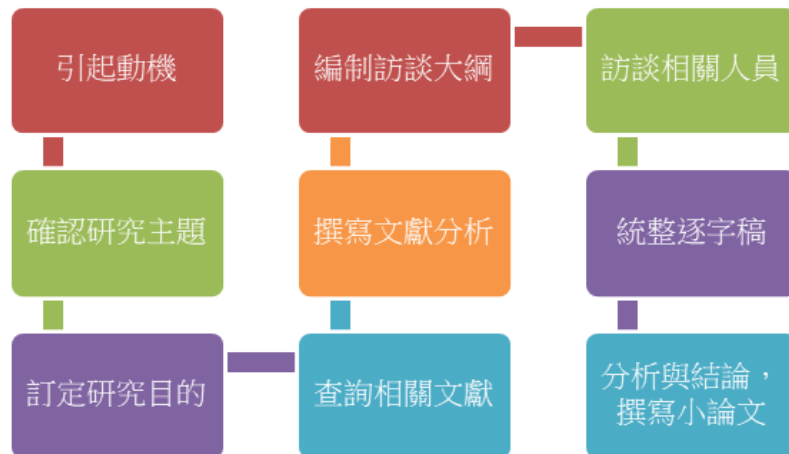 引起動機
確認研究主題
訂定研究目的
查詢相關文獻
撰寫文獻分析
編制訪談大綱
訪談相關人員
統整逐字稿
分析與結論，
撰寫小論文